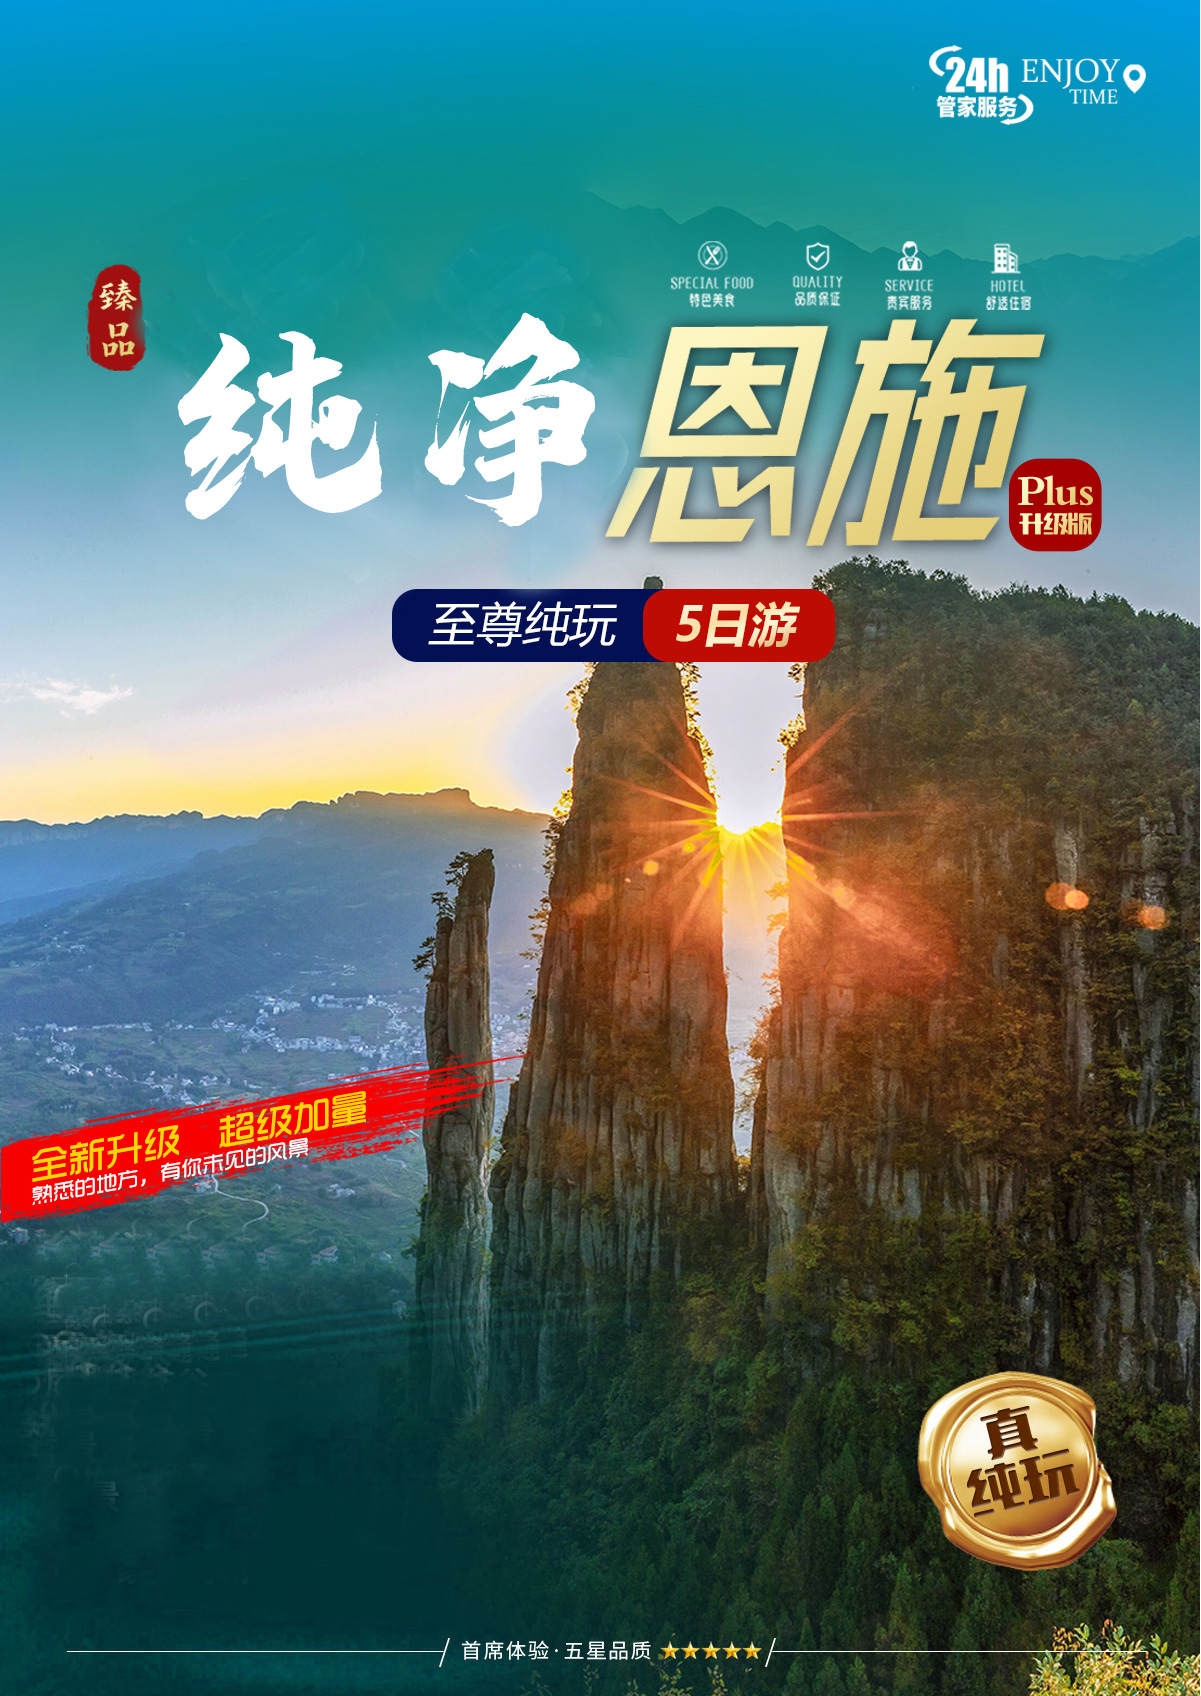 24h
管家服务
ENJOY
TIME
SPECIAL FOOD
特色美食
QUALITY
品质保证
SERVICE
贵宾服务
HOTEL
舒适住宿
臻品
纯净恩施
Plus
升级版
至尊纯玩 5日游
全新升级 超级加量
熟悉的地方，有你未见的风景
真
纯玩
首席体验·五星品质